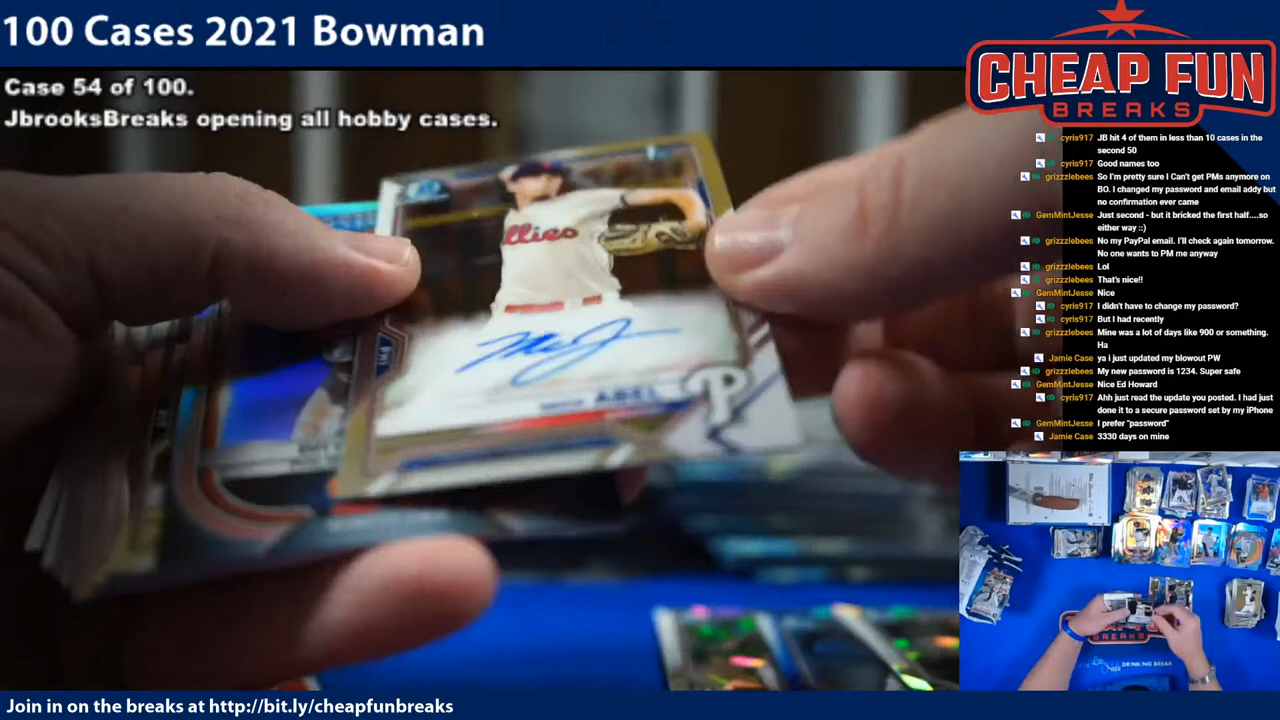 100 Cases 2021 Bowman
Case 54 of 100.
JbrooksBreaks opening all hobby cases.
CHEAP FUN
BREAKS
cyris917 JB hit 4 of them in less than 10 cases in the
second 50
cyris917 Good names too
grizzzlebees So I'm pretty sure I Can't get PMs anymore on
BO. I changed my password and email addy but
no confirmation ever came
GemMintJesse Just second - but it bricked the first half....so
either way ::)
grizzzlebees No my PayPal email. I'll check again tomorrow.
No one wants to PM me anyway
grizzzlebees Lol
grizzzlebees That's nice!!
GemMintJesse Nice
cyris917 I didn't have to change my password?
cyris917 But I had recently
grizzzlebees Mine was a lot of days like 900 or something.
Ha
Jamie Case ya i just updated my blowout PW
grizzzlebees My new password is 1234. Super safe
GemMintJesse Nice Ed Howard
cyris917 Ahh just read the update you posted. I had just
done it to a secure password set by my iPhone
GemMintJesse I prefer "password"
Jamie Case 3330 days on mine
llies
PHI
ABEL
P
CHEAP FUN
BREAKS
DRINKING BREAK
Join in on the breaks at http://bit.ly/cheapfunbreaks